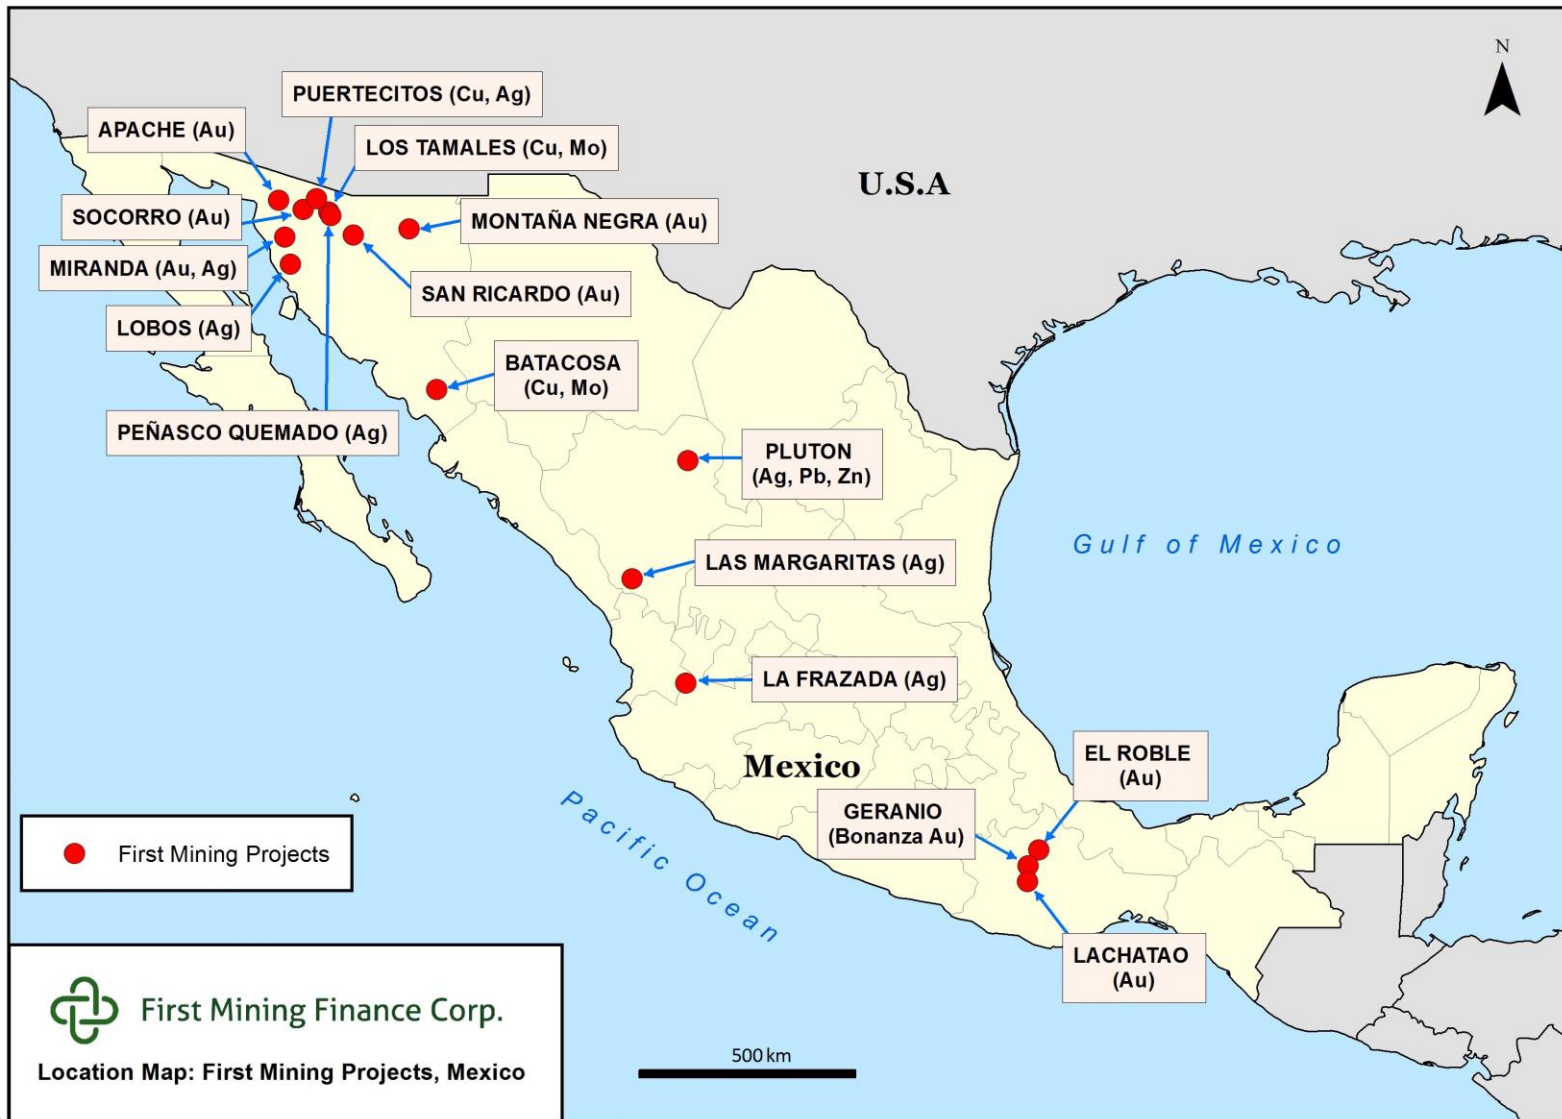 N
PUERTECITOS (Cu, Ag)
APACHE (Au)
LOS TAMALES (Cu, Mo)
U.S.A
SOCORRO (Au)
MONTAÑA NEGRA (Au)
MIRANDA (Au, Ag)
SAN RICARDO (Au)
LOBOS (Ag)
BATACOSA
(Cu, Mo)
PEÑASCO QUEMADO (Ag)
PLUTON
(Ag, Pb, Zn)
Gulf of Mexico
LAS MARGARITAS (Ag)
LA FRAZADA (Ag)
Mexico
EL ROBLE
(Au)
GERANIO
(Bonanza Au)
Pacific Ocean
First Mining Projects
LACHATAO
(Au)
First Mining Finance Corp.
Location Map: First Mining Projects, Mexico
500 km